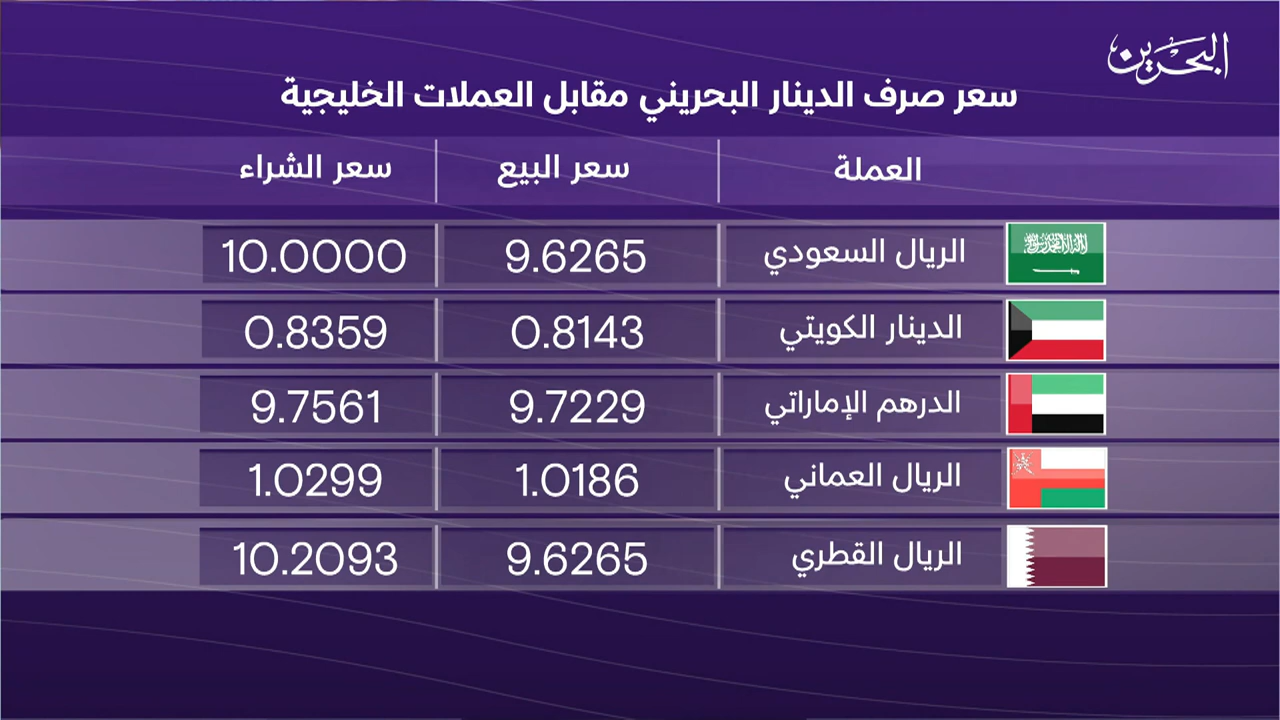 البحرين
سعر صرف الدينار البحريني مقابل العملات الخليجية
العملة سعر البيع سعر الشراء
الريال السعودي 9.6265 10.0000
الدينار الكويتي 0.8143 0.8359
الدرهم الإماراتي 9.7229 9.7561
الريال العماني 1.0186 1.0299
الريال القطري 9.6265 10.2093